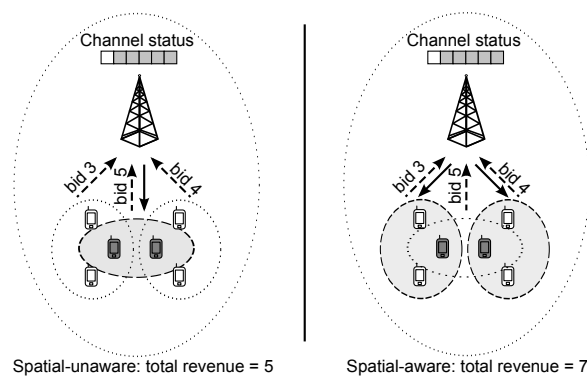 Channel status
bid 3
bid 5
bid 4
Spatial-unaware: total revenue = 5
Channel status
bid 3
bid 5
bid 4
Spatial-aware: total revenue = 7